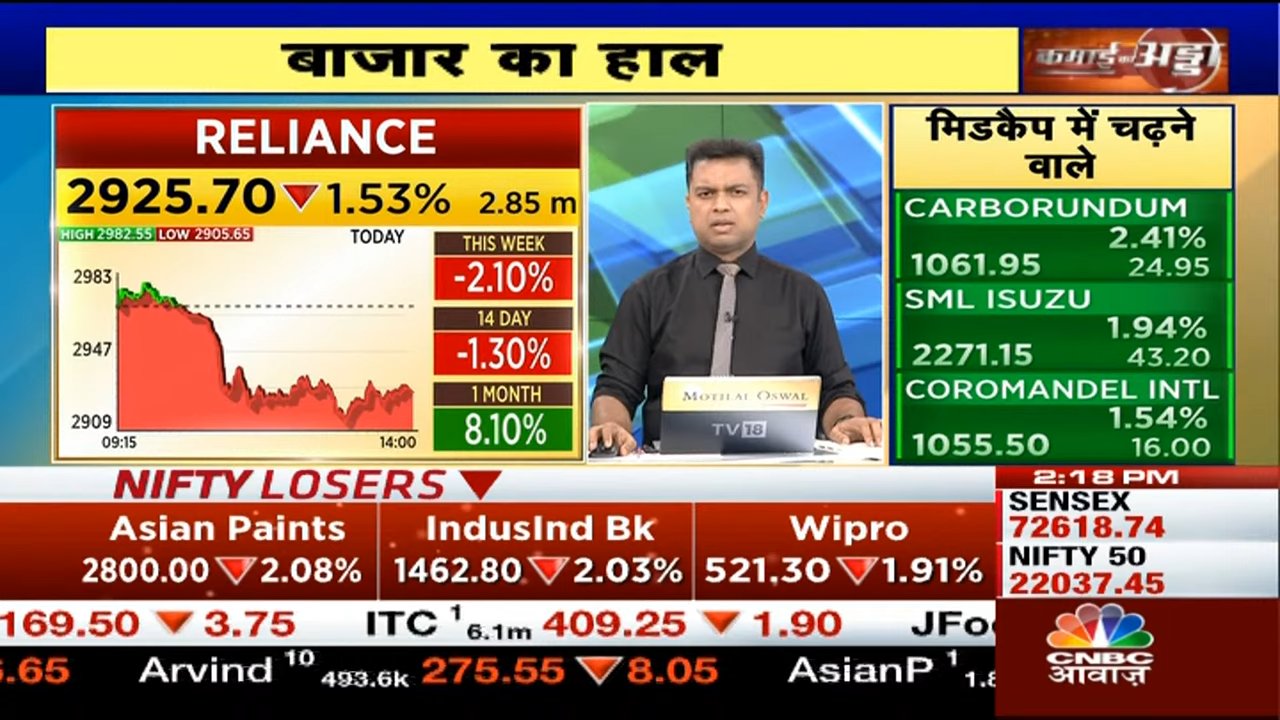 बाजार का हाल
कमाई का अड्डा
RELIANCE
2925.70 ▼ 1.53% 2.85 m
HIGH 2982.55 LOW 2905.65
TODAY
2983
2947
2909
09:15 14:00
THIS WEEK
-2.10%
14 DAY
-1.30%
1 MONTH
8.10%
MOTILAL OSWAL
TV18
मिडकैप में चढ़ने
वाले
CARBORUNDUM
2.41%
1061.95 24.95
SML ISUZU
1.94%
2271.15 43.20
COROMANDEL INTL
1.54%
1055.50 16.00
NIFTY LOSERS ▼
Asian Paints
2800.00 ▼ 2.08%
IndusInd Bk
1462.80 ▼ 2.03%
Wipro
521.30 ▼ 1.91%
2:18 PM
SENSEX
72618.74
NIFTY 50
22037.45
169.50 ▼ 3.75 ITC 1 6.1m 409.25 ▼ 1.90 JFo
.65 Arvind 10 493.6k 275.55 ▼ 8.05 AsianP 1 1.8
CNBC
आवाज़